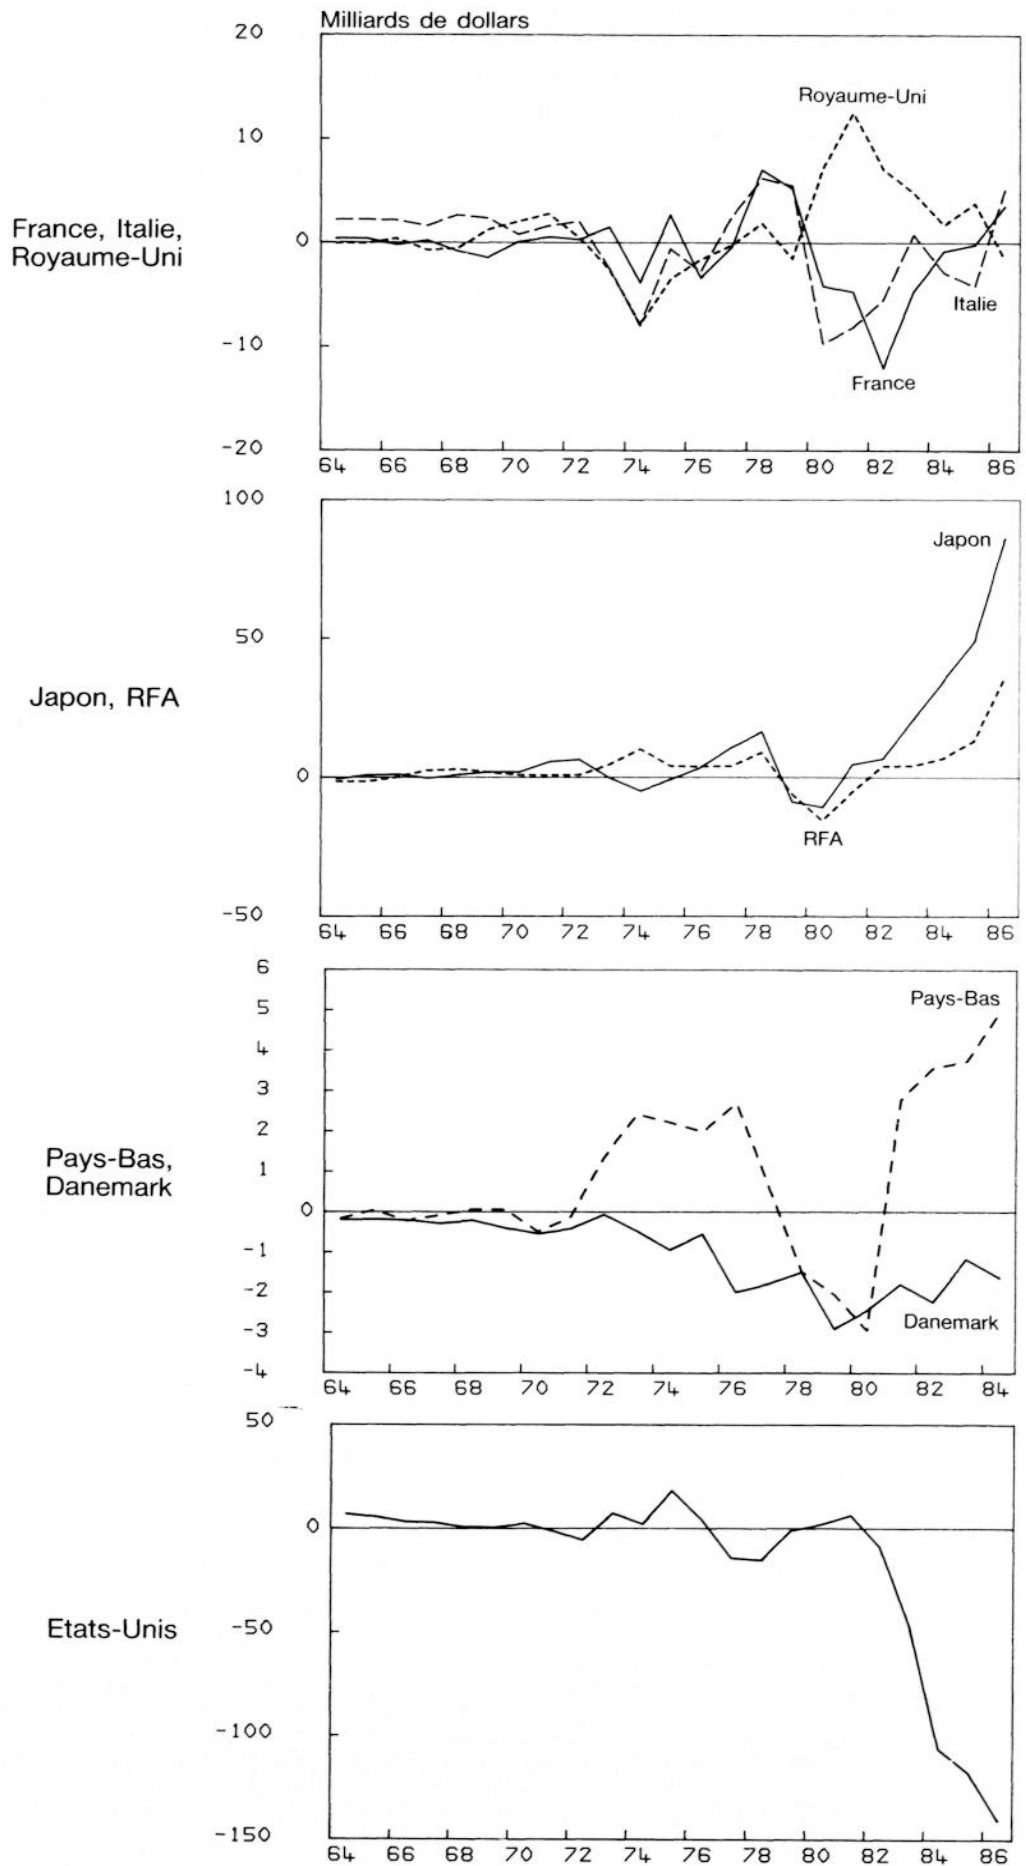 Milliards de dollars
20
10
0
-10
-20
France, Italie,
Royaume-Uni
Royaume-Uni
Italie
France
64 66 68 70 72 74 76 78 80 82 84 86
100
50
0
-50
Japon, RFA
Japon
RFA
64 66 68 70 72 74 76 78 80 82 84 86
6
5
4
3
2
1
0
-1
-2
-3
-4
Pays-Bas,
Danemark
Pays-Bas
Danemark
64 66 68 70 72 74 76 78 80 82 84
50
0
-50
-100
-150
Etats-Unis
64 66 68 70 72 74 76 78 80 82 84 86